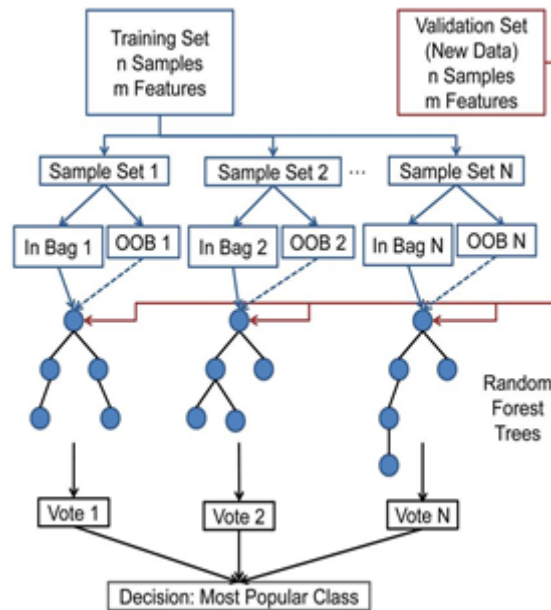 Training Set
n Samples
m Features
Validation Set
(New Data)
n Samples
m Features
Sample Set 1
Sample Set 2
...
Sample Set N
In Bag 1
OOB 1
In Bag 2
OOB 2
In Bag N
OOB N
Random
Forest
Trees
Vote 1
Vote 2
Vote N
Decision: Most Popular Class